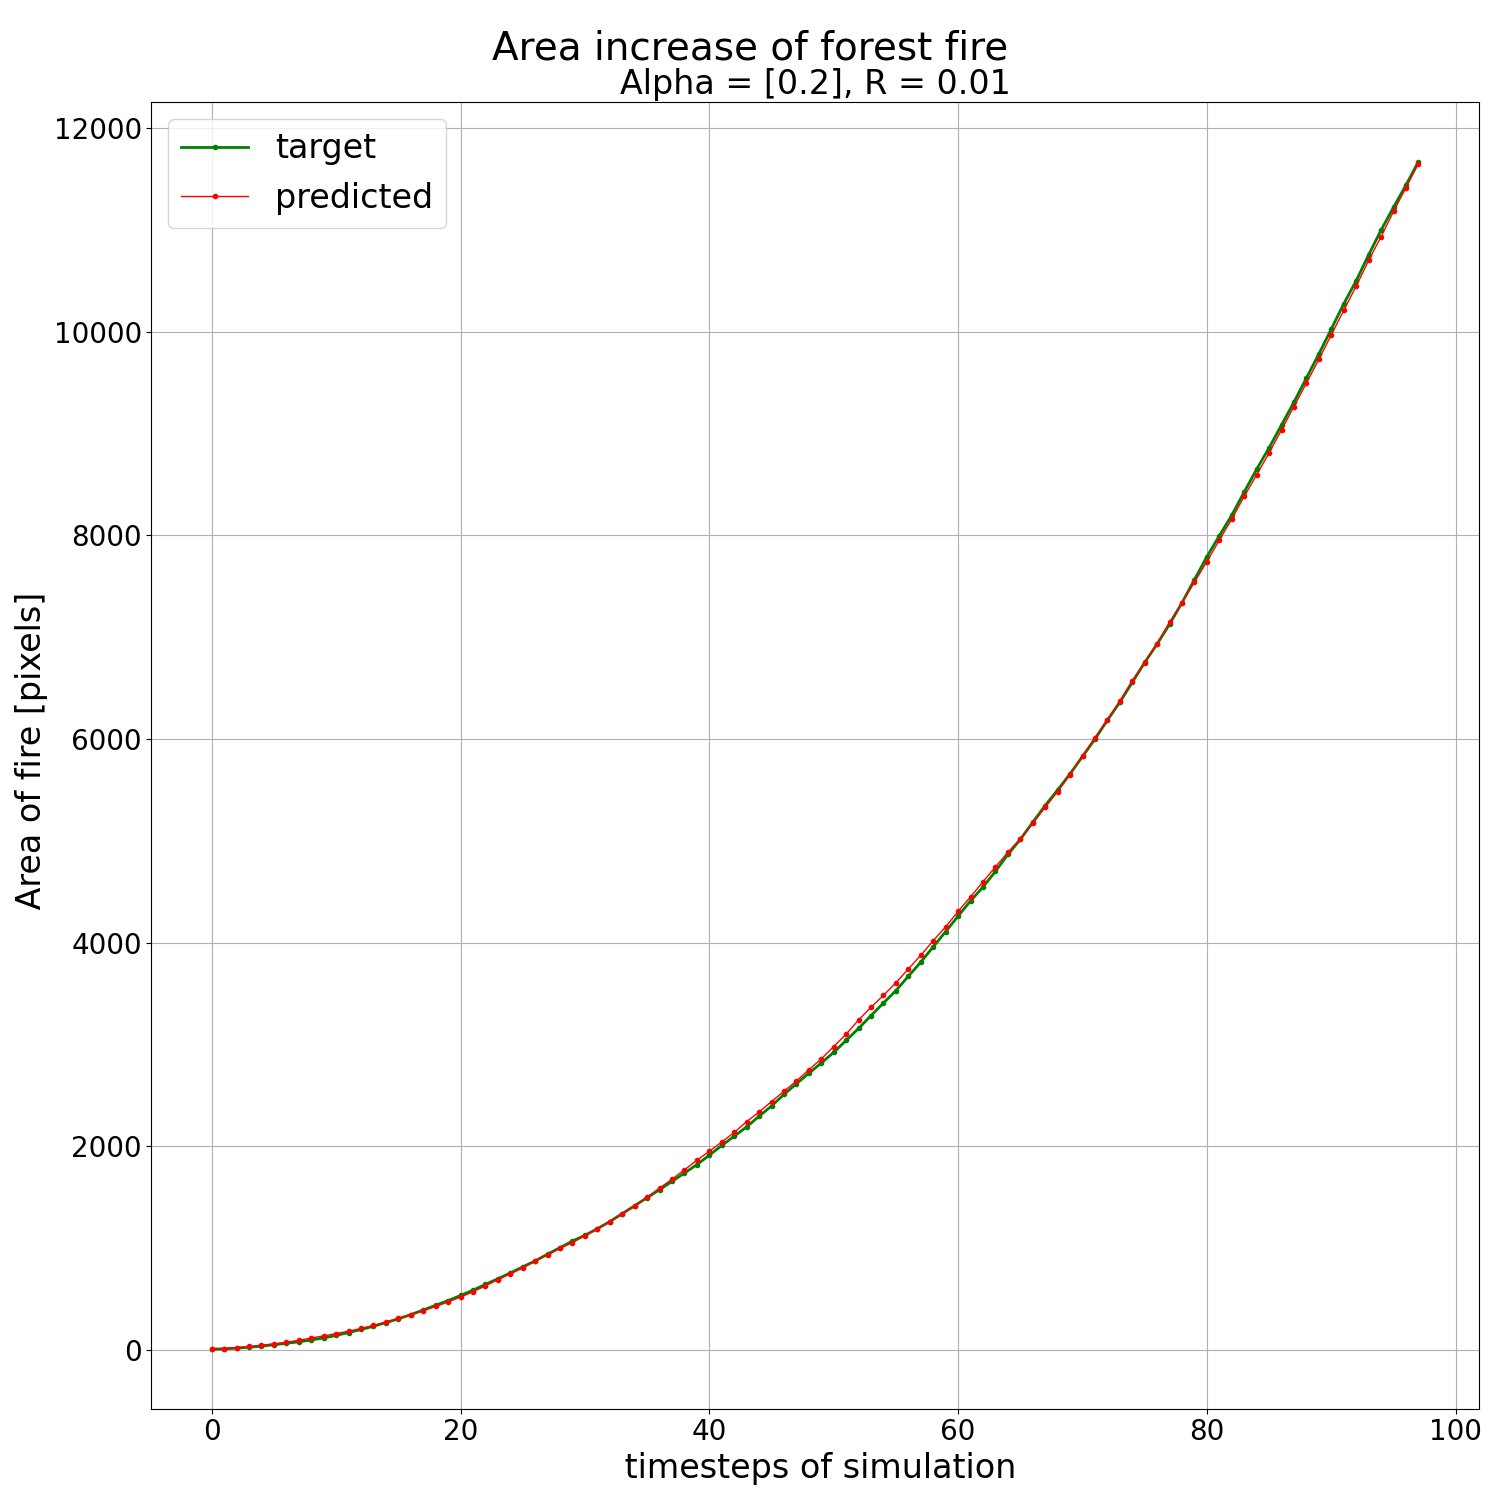 Area increase of forest fire
Alpha = [0.2], R = 0.01
target
predicted
12000
10000
8000
6000
4000
2000
0
Area of fire [pixels]
0 20 40 60 80 100
timesteps of simulation